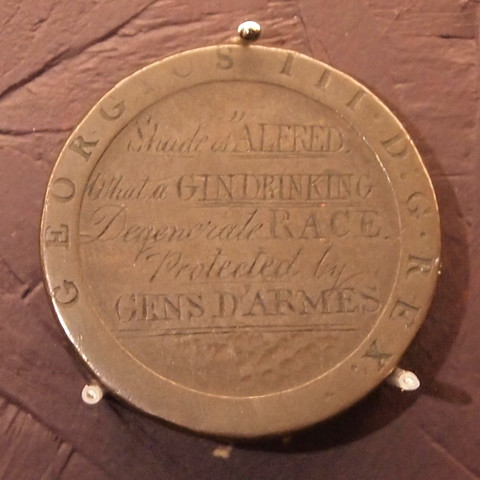 GEORGIUS III · D · G · REX.
Shade of "ALFRED.
What a GINDRINKING
Degenerate RACE.
Protected by
GENS D'ARMES